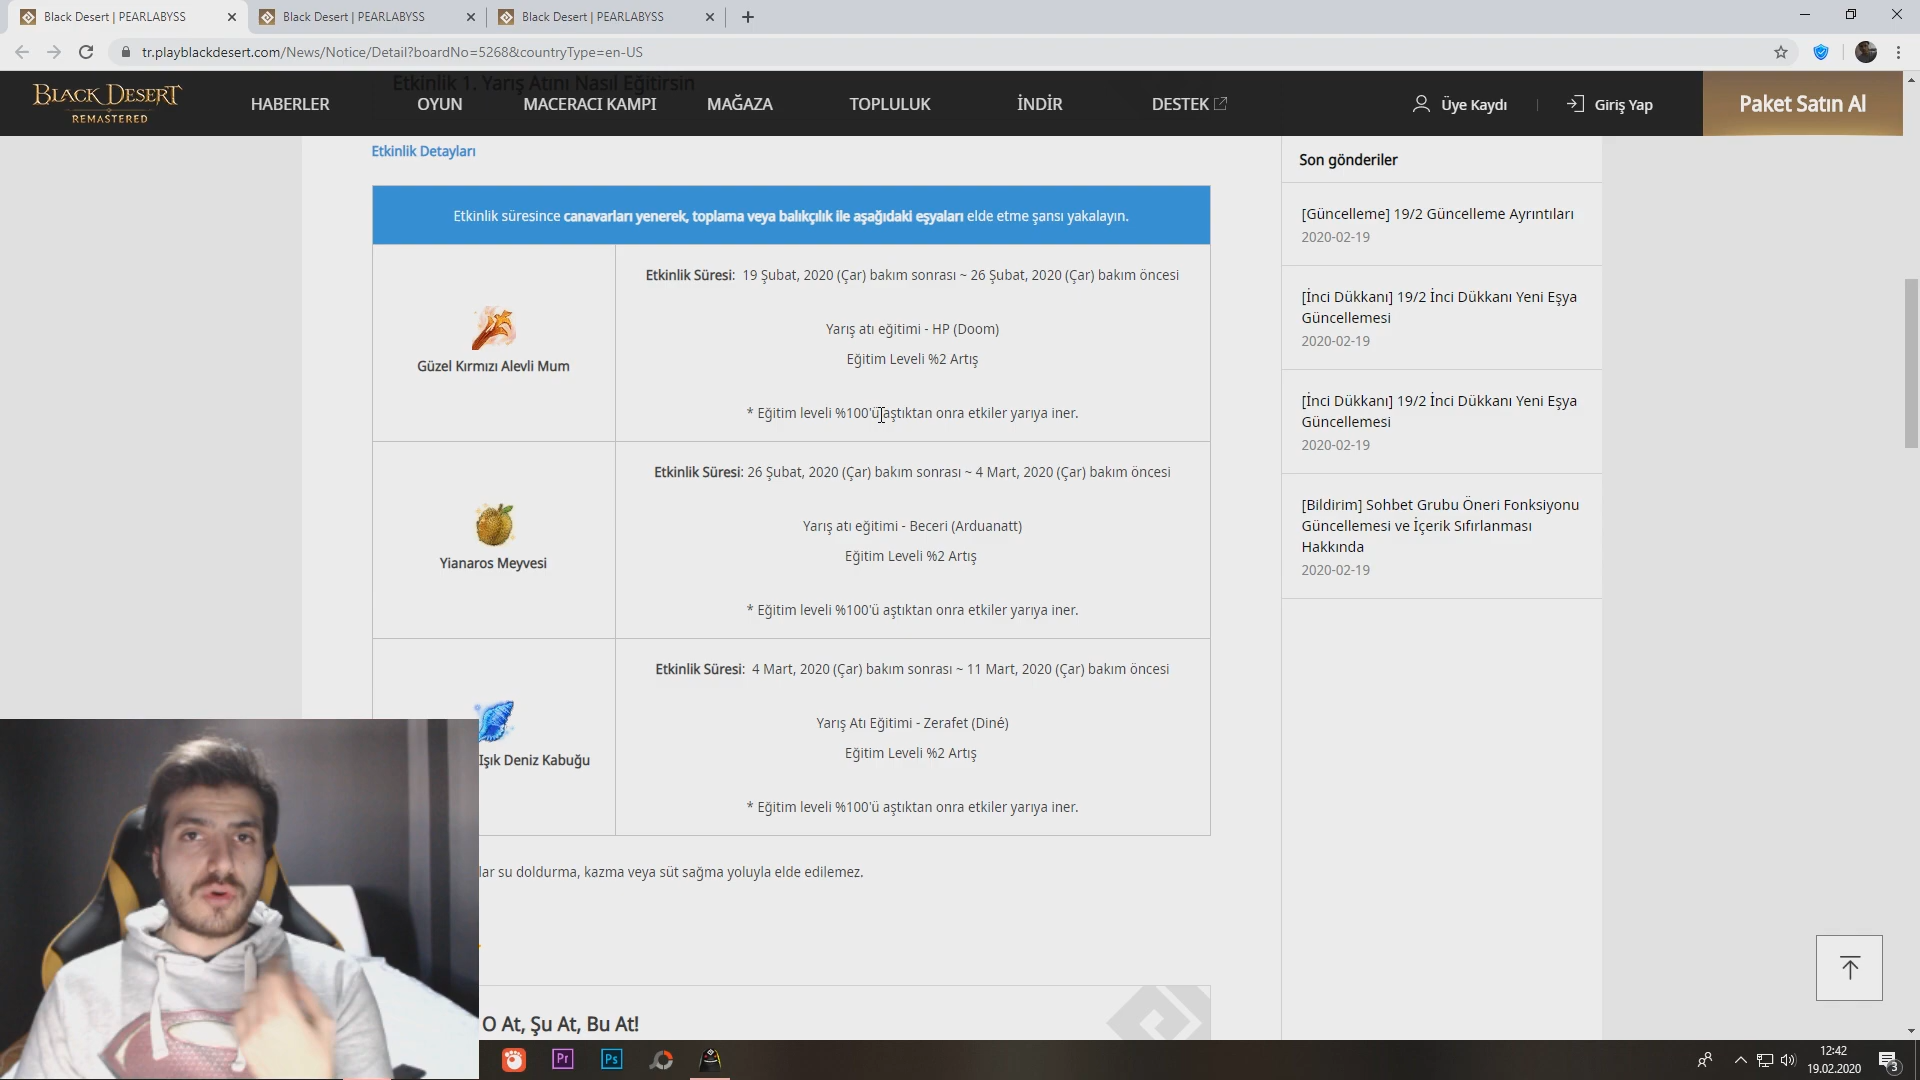 Black Desert | PEARLABYSS
Black Desert | PEARLABYSS
Black Desert | PEARLABYSS
tr.playblackdesert.com/News/Notice/Detail?boardNo=5268&countryType=en-US
Etkinlik 1. Yarış Atını Nasıl Eğitirsin
BLACK DESERT
REMASTERED
HABERLER
OYUN
MACERACI KAMPI
MAĞAZA
TOPLULUK
İNDİR
DESTEK
Üye Kaydı
Giriş Yap
Paket Satın Al
Etkinlik Detayları
Etkinlik süresince canavarları yenerek, toplama veya balıkçılık ile aşağıdaki eşyaları elde etme şansı yakalayın.
Güzel Kırmızı Alevli Mum
Etkinlik Süresi: 19 Şubat, 2020 (Çar) bakım sonrası ~ 26 Şubat, 2020 (Çar) bakım öncesi
Yarış atı eğitimi - HP (Doom)
Eğitim Leveli %2 Artış
* Eğitim leveli %100'ü aştıktan onra etkiler yarıya iner.
Yianaros Meyvesi
Etkinlik Süresi: 26 Şubat, 2020 (Çar) bakım sonrası ~ 4 Mart, 2020 (Çar) bakım öncesi
Yarış atı eğitimi - Beceri (Arduanatt)
Eğitim Leveli %2 Artış
* Eğitim leveli %100'ü aştıktan onra etkiler yarıya iner.
Işık Deniz Kabuğu
Etkinlik Süresi: 4 Mart, 2020 (Çar) bakım sonrası ~ 11 Mart, 2020 (Çar) bakım öncesi
Yarış Atı Eğitimi - Zerafet (Diné)
Eğitim Leveli %2 Artış
* Eğitim leveli %100'ü aştıktan onra etkiler yarıya iner.
lar su doldurma, kazma veya süt sağma yoluyla elde edilemez.
O At, Şu At, Bu At!
Son gönderiler
[Güncelleme] 19/2 Güncelleme Ayrıntıları
2020-02-19
[İnci Dükkanı] 19/2 İnci Dükkanı Yeni Eşya
Güncellemesi
2020-02-19
[İnci Dükkanı] 19/2 İnci Dükkanı Yeni Eşya
Güncellemesi
2020-02-19
[Bildirim] Sohbet Grubu Öneri Fonksiyonu
Güncellemesi ve İçerik Sıfırlanması
Hakkında
2020-02-19
Pr
Ps
12:42
19.02.2020
3